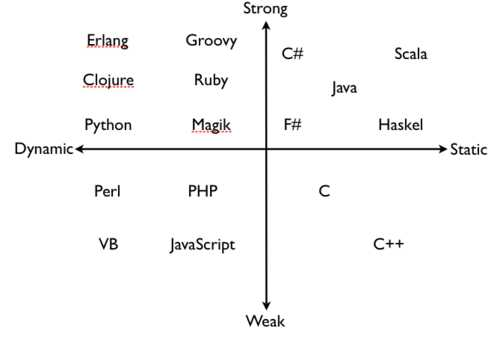 Strong
Erlang Groovy C# Scala
Clojure Ruby Java
Python Magik F# Haskel
Dynamic Static
Perl PHP C
VB JavaScript C++
Weak